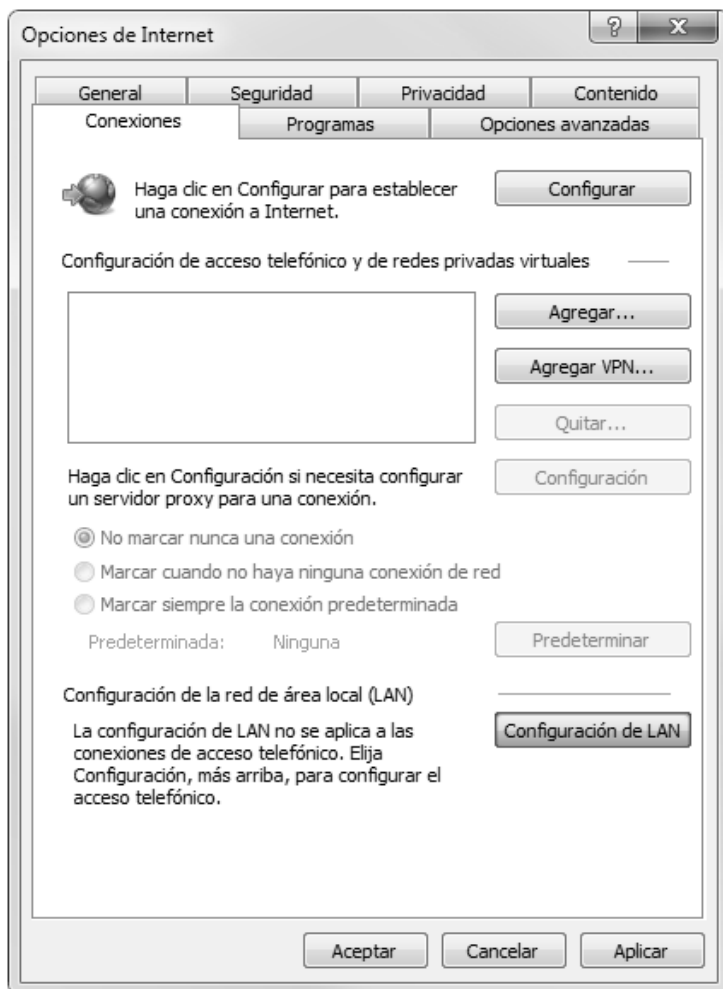 Opciones de Internet
General
Seguridad
Privacidad
Contenido
Conexiones
Programas
Opciones avanzadas
Haga clic en Configurar para establecer
una conexión a Internet.
Configurar
Configuración de acceso telefónico y de redes privadas virtuales
Agregar...
Agregar VPN...
Quitar...
Haga clic en Configuración si necesita configurar
un servidor proxy para una conexión.
Configuración
No marcar nunca una conexión
Marcar cuando no haya ninguna conexión de red
Marcar siempre la conexión predeterminada
Predeterminada: Ninguna
Predeterminar
Configuración de la red de área local (LAN)
La configuración de LAN no se aplica a las
conexiones de acceso telefónico. Elija
Configuración, más arriba, para configurar el
acceso telefónico.
Configuración de LAN
Aceptar
Cancelar
Aplicar